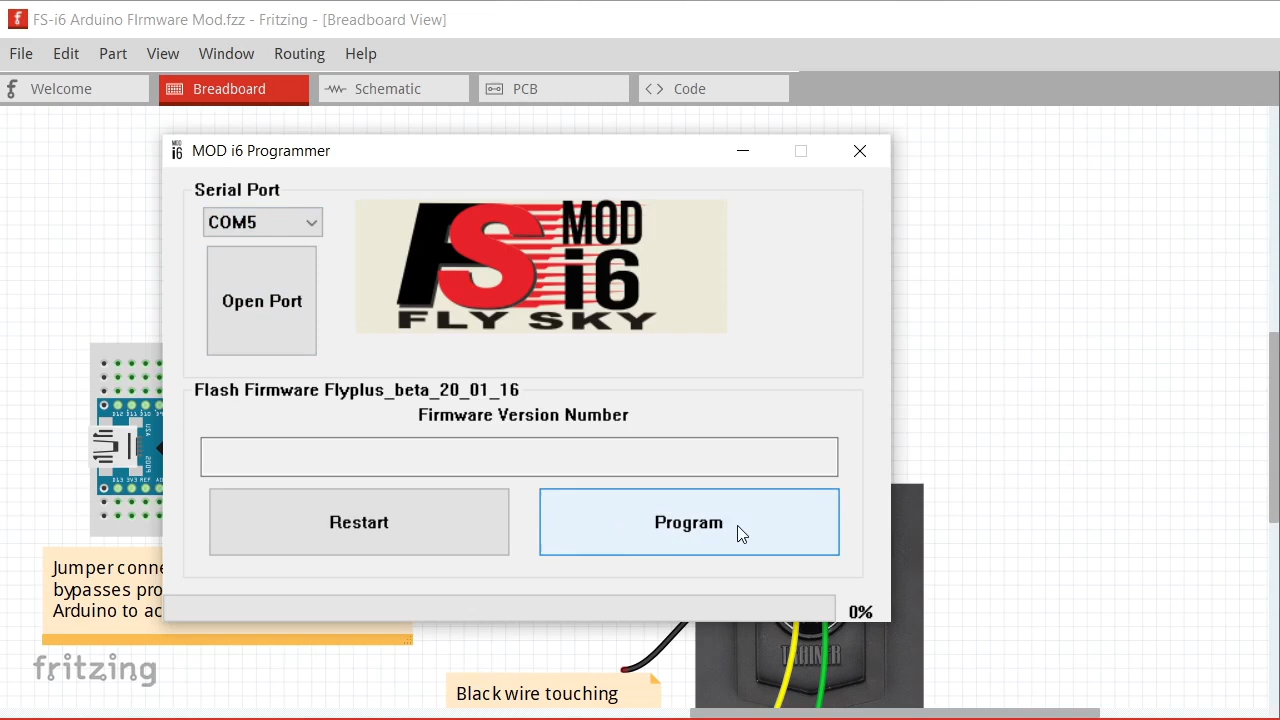 FS-i6 Arduino FIrmware Mod.fzz - Fritzing - [Breadboard View]
File Edit Part View Window Routing Help
Welcome Breadboard Schematic PCB Code
MOD i6 Programmer
Serial Port
COM5
Open Port
FS MOD i6
FLY SKY
Flash Firmware Flyplus_beta_20_01_16
Firmware Version Number
Restart Program
0%
Jumper conne
bypasses pro
Arduino to ac
fritzing
TRAINER
Black wire touching